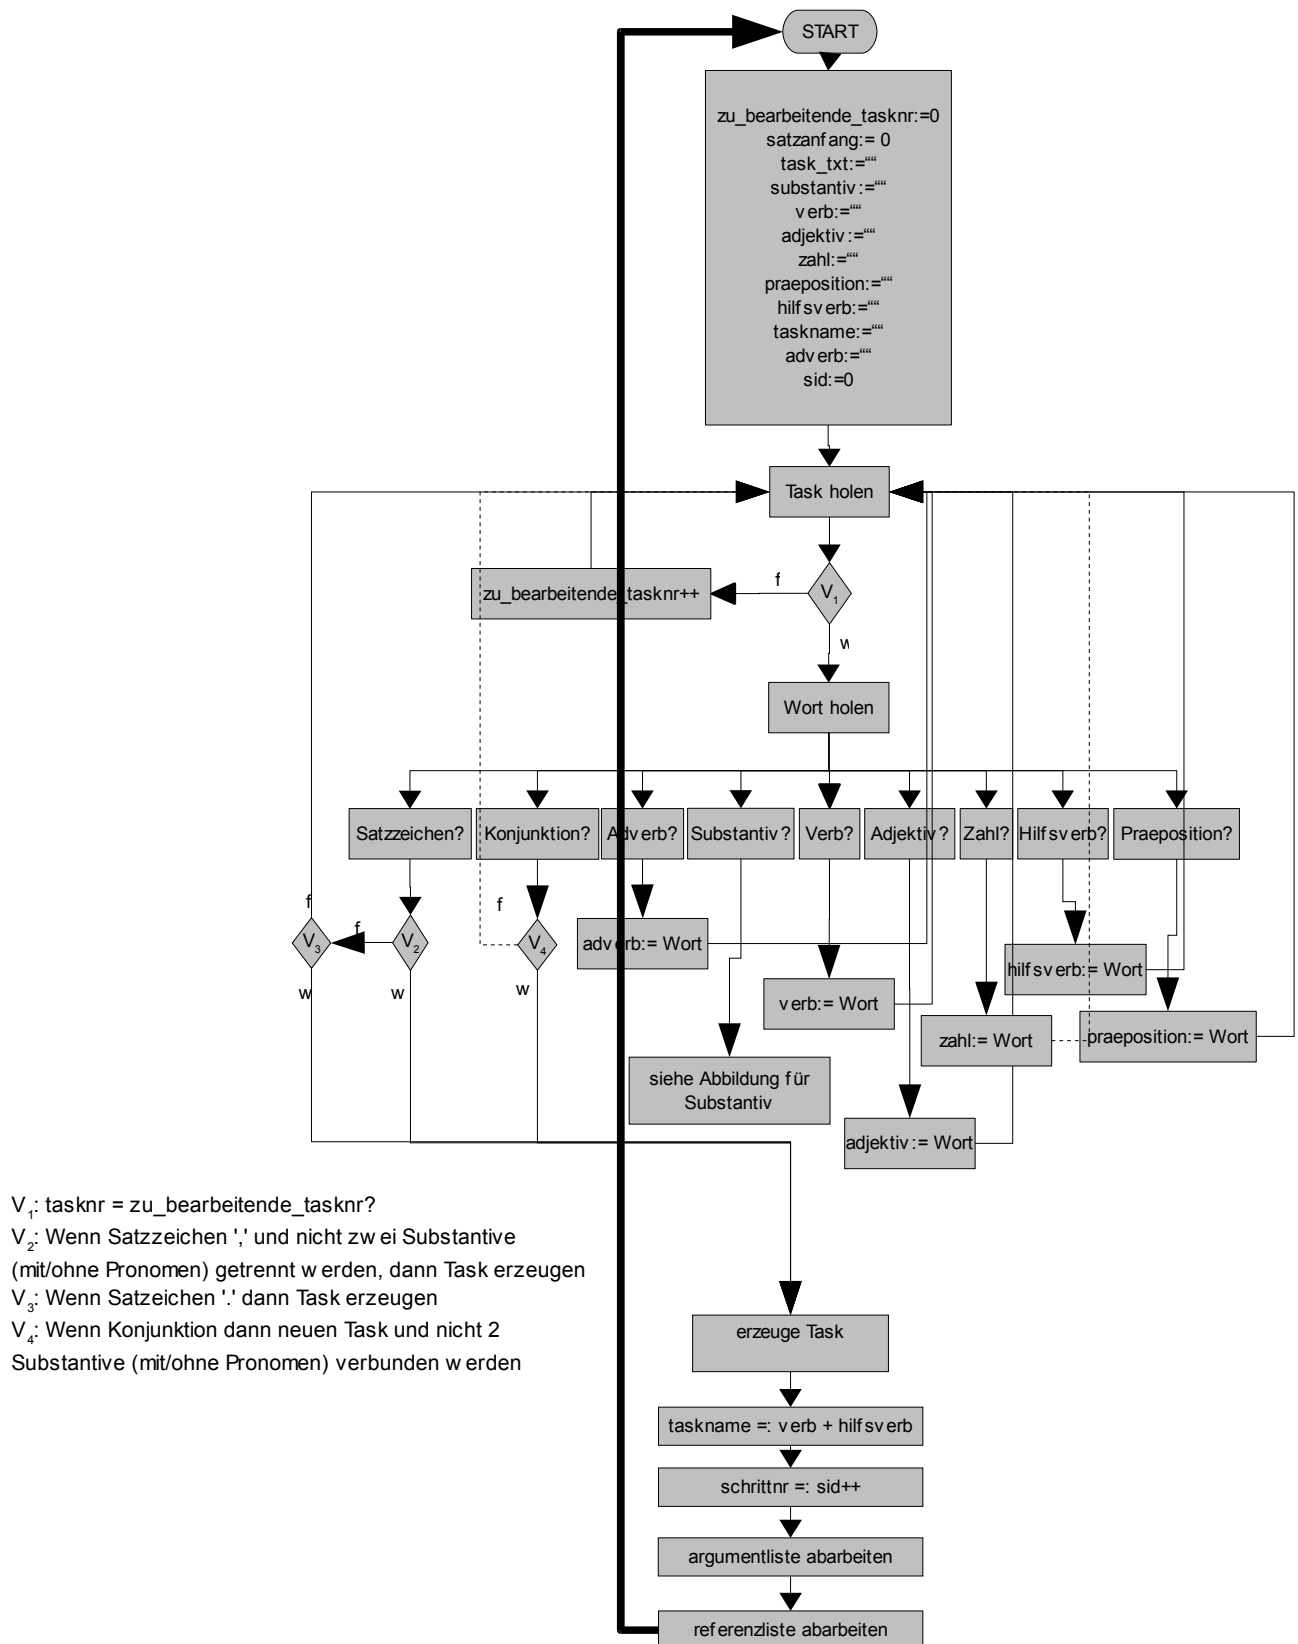 START
zu_bearbeitende_tasknr:=0
satzanfang:= 0
task_txt:=““
substantiv:=““
verb:=““
adjektiv:=““
zahl:=““
praeposition:=““
hilfsverb:=““
taskname:=““
adverb:=““
sid:=0
Task holen
zu_bearbeitende_tasknr++
f
V1
w
Wort holen
Satzzeichen?
Konjunktion?
Adverb?
Substantiv?
Verb?
Adjektiv?
Zahl?
Hilfsverb?
Praeposition?
f
f
f
V3
V2
V4
w
w
w
adverb:= Wort
hilfsverb:= Wort
verb:= Wort
zahl:= Wort
praeposition:= Wort
siehe Abbildung für
Substantiv
adjektiv:= Wort
V1: tasknr = zu_bearbeitende_tasknr?
V2: Wenn Satzzeichen ',' und nicht zwei Substantive
(mit/ohne Pronomen) getrennt werden, dann Task erzeugen
V3: Wenn Satzeichen '.' dann Task erzeugen
V4: Wenn Konjunktion dann neuen Task und nicht 2
Substantive (mit/ohne Pronomen) verbunden werden
erzeuge Task
taskname =: verb + hilfsverb
schrittnr =: sid++
argumentliste abarbeiten
referenzliste abarbeiten